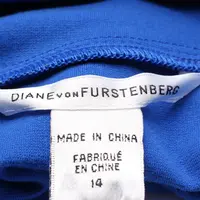 DIANE VON FURSTENBERG
MADE IN CHINA
FABRIQUÉ
EN CHINE
14